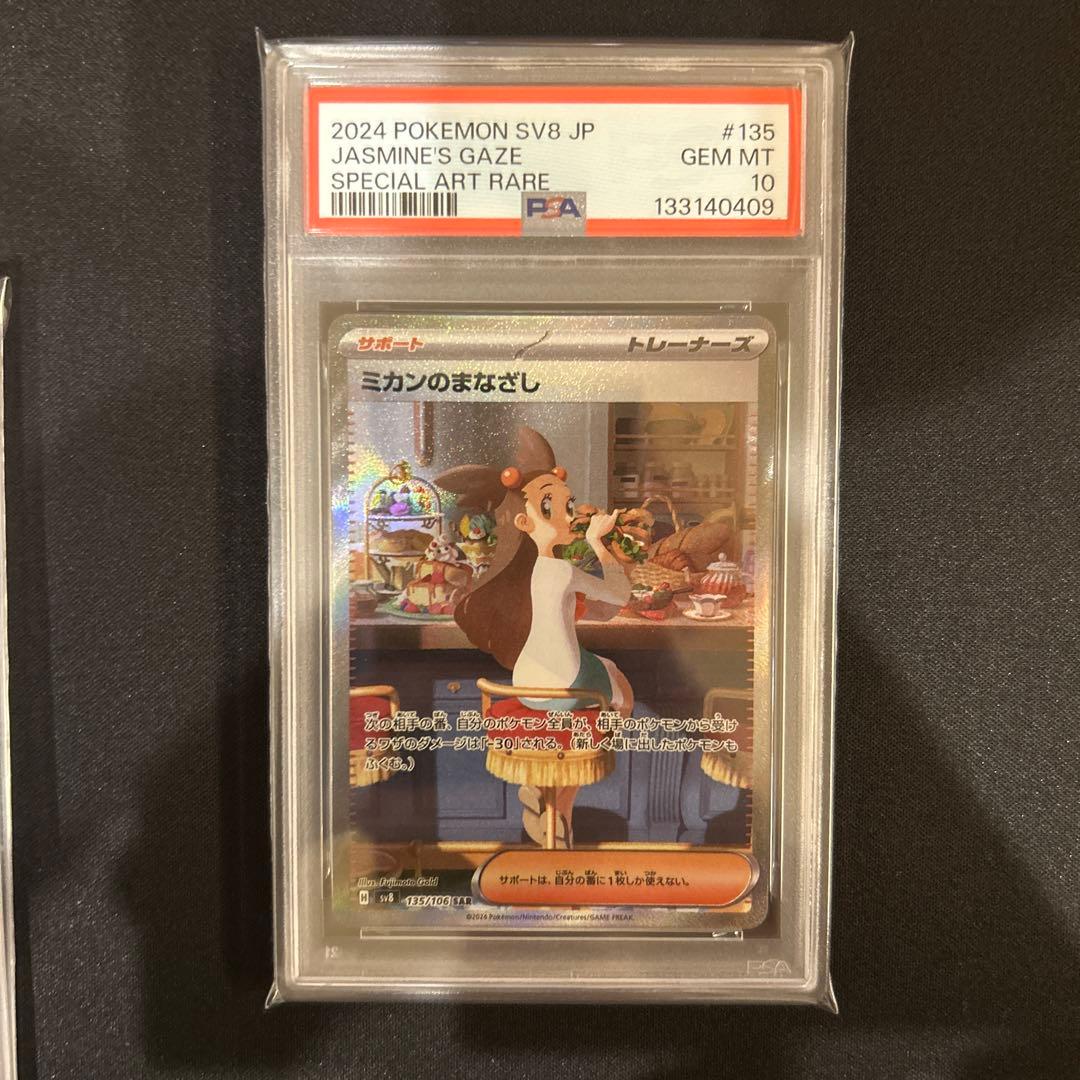 2024 POKEMON SV8 JP #135
JASMINE'S GAZE GEM MT
SPECIAL ART RARE 10
PSA 133140409
サポート トレーナーズ
ミカンのまなざし
次の相手の番、自分のポケモン全員が、相手のポケモンから受け
るワザのダメージは「-30」される。（新しく場に出したポケモンも
ふくむ。）
サポートは、自分の番に1枚しか使えない。
Illus. Fujimoto Gold
H sv8 135/106 SAR
©2024 Pokémon/Nintendo/Creatures/GAME FREAK.
PSA